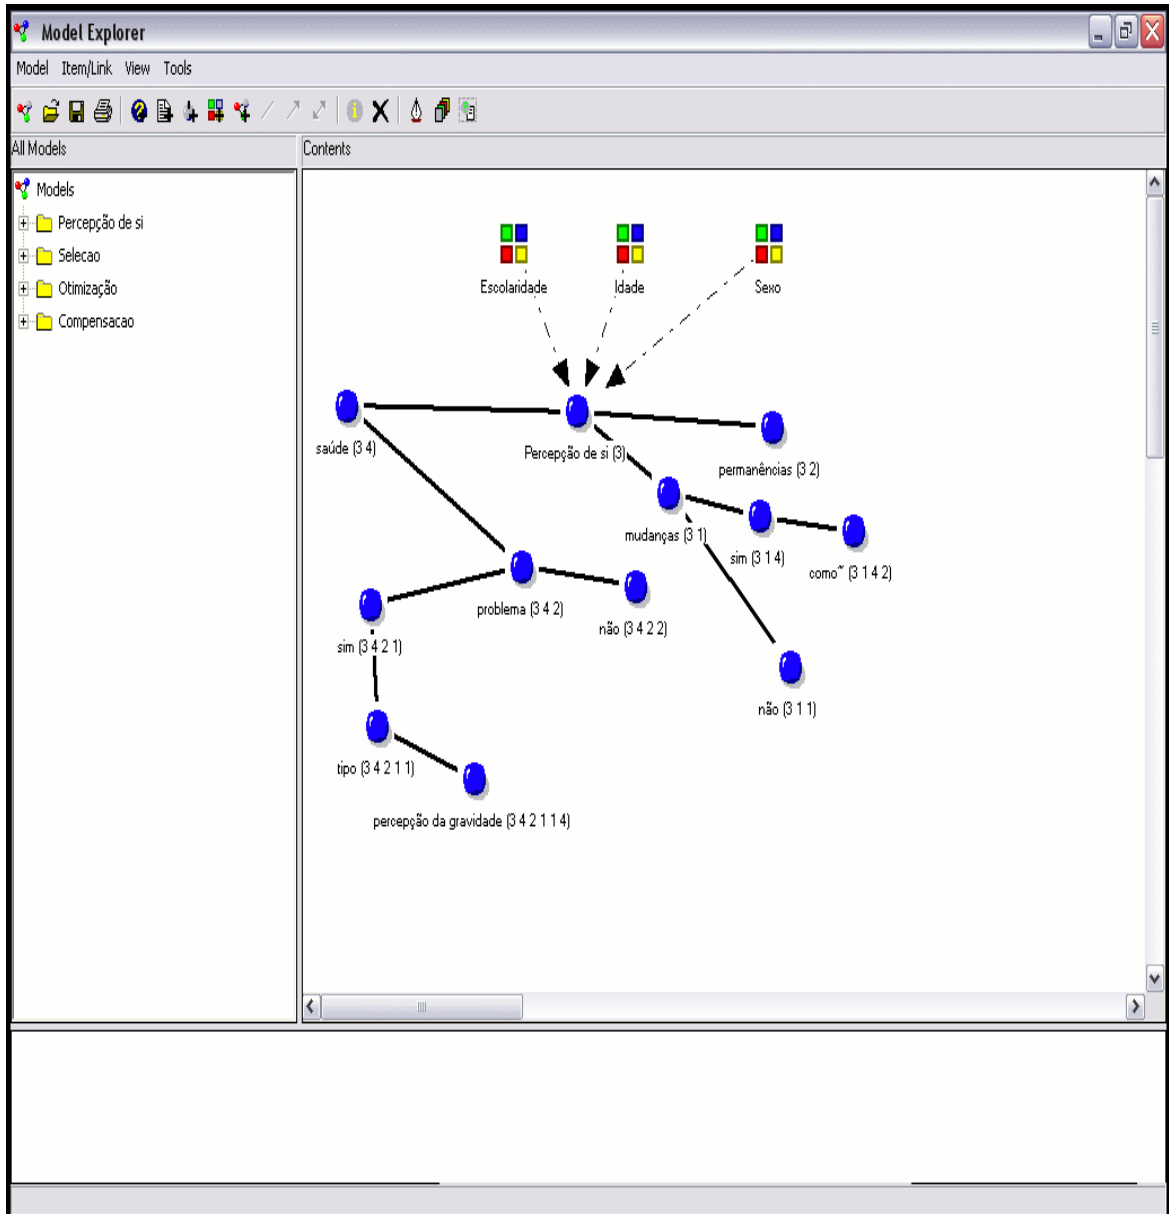 Model Explorer
Model Item/Link View Tools
All Models
Contents
Models
Percepção de si
Selecao
Otimização
Compensacao
Escolaridade
Idade
Sexo
saúde (3 4)
Percepção de si (3)
permanências (3 2)
mudanças (3 1)
sim (3 1 4)
como~ (3 1 4 2)
problema (3 4 2)
não (3 4 2 2)
sim (3 4 2 1)
não (3 1 1)
tipo (3 4 2 1 1)
percepção da gravidade (3 4 2 1 1 4)